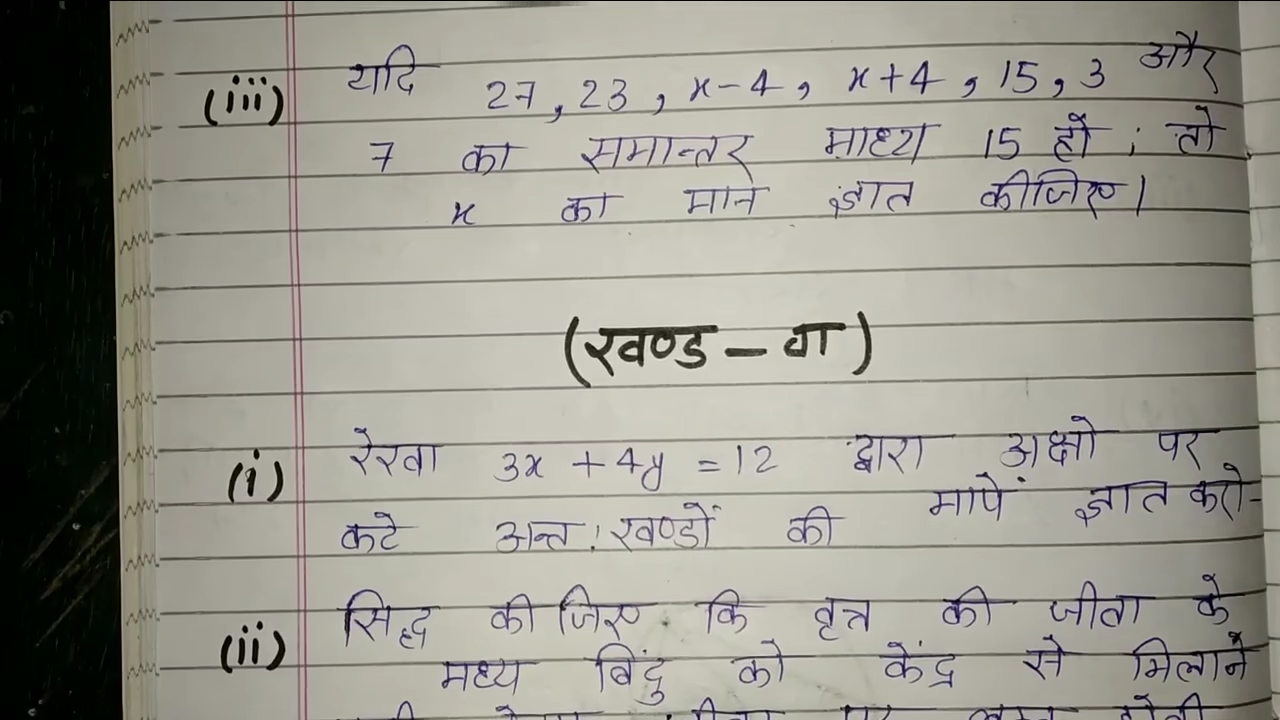 (iii) यदि 27, 23, x-4, x+4, 15, 3 और
7 का समान्तर माध्य 15 हो ; तो
x का मान ज्ञात कीजिए।
(खण्ड - ग)
(i) रेखा 3x + 4y = 12 द्वारा अक्षो पर
कटे अन्त:खण्डों की मापें ज्ञात करो-
(ii) सिद्ध कीजिए कि वृत्त की जीवा के
मध्य बिंदु को केंद्र से मिलाने